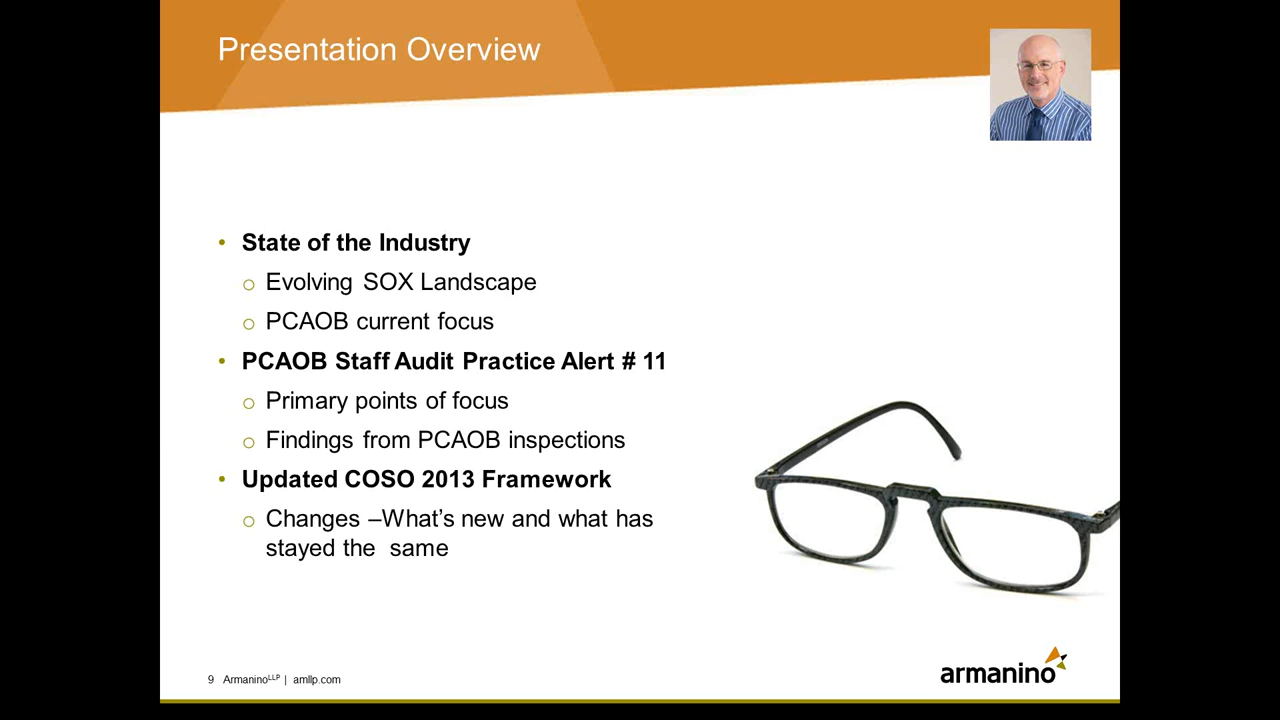 Presentation Overview
• State of the Industry
o Evolving SOX Landscape
o PCAOB current focus
• PCAOB Staff Audit Practice Alert # 11
o Primary points of focus
o Findings from PCAOB inspections
• Updated COSO 2013 Framework
o Changes –What’s new and what has
stayed the same
9 ArmaninoLLP | amllp.com
armanino